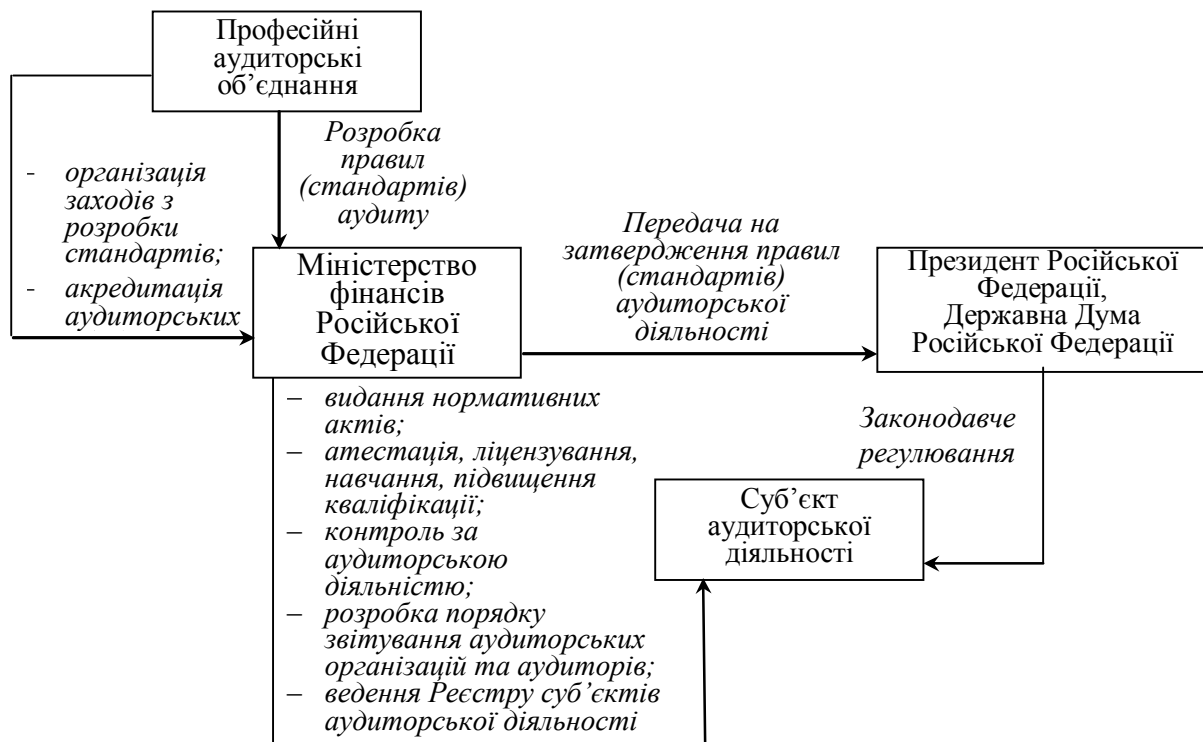 Професійні
аудиторські
об’єднання
Розробка
правил
(стандартів)
аудиту
- організація
заходів з
розробки
стандартів;
- акредитація
аудиторських
Міністерство
фінансів
Російської
Федерації
Передача на
затвердження правил
(стандартів)
аудиторської
діяльності
Президент Російської
Федерації,
Державна Дума
Російської Федерації
– видання нормативних
актів;
– атестація, ліцензування,
навчання, підвищення
кваліфікації;
– контроль за
аудиторською
діяльністю;
– розробка порядку
звітування аудиторських
організацій та аудиторів;
– ведення Реєстру суб’єктів
аудиторської діяльності
Законодавче
регулювання
Суб’єкт
аудиторської
діяльності